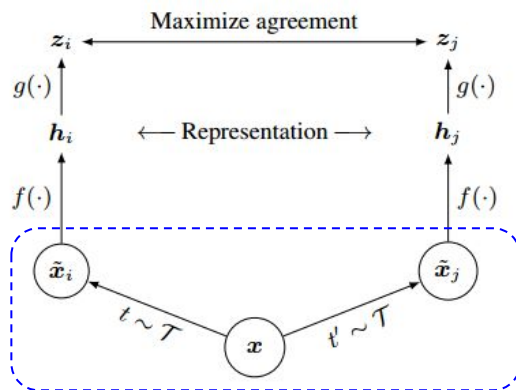 Maximize agreement
z_i z_j
g(·) g(·)
h_i ← Representation → h_j
f(·) f(·)
x̃_i x̃_j
t ∼ 𝒯 t′ ∼ 𝒯
x